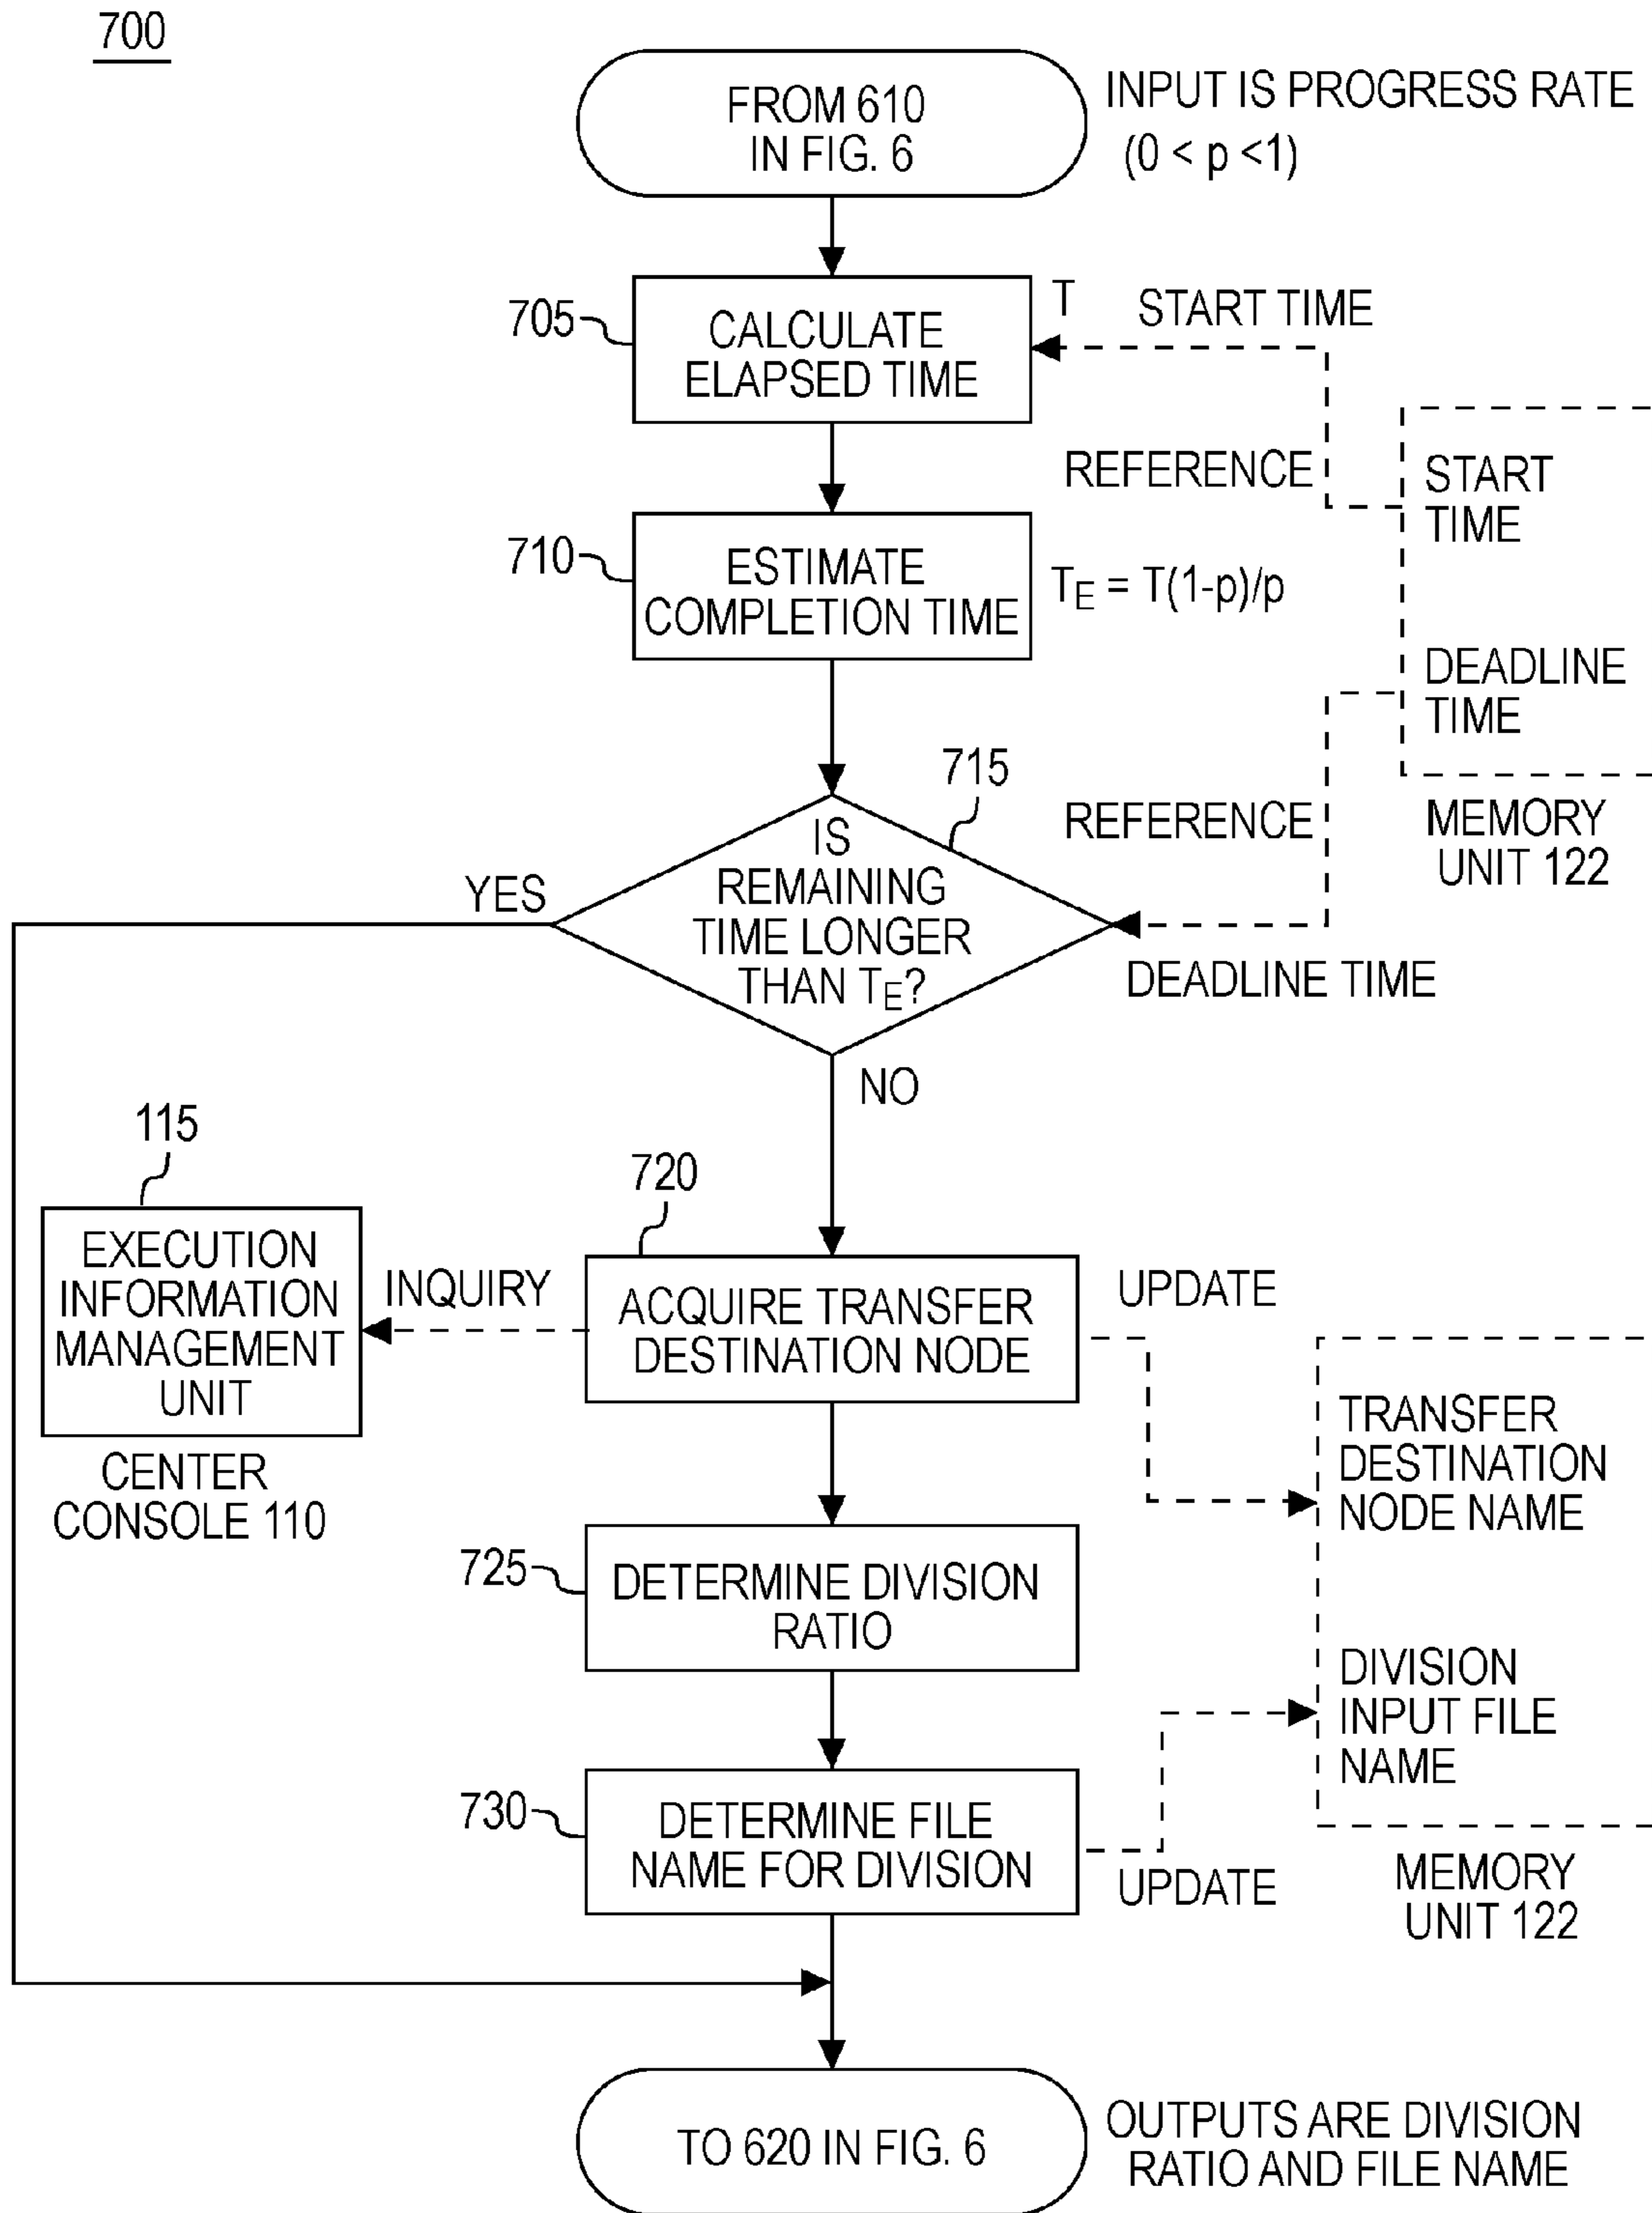 700
FROM 610
IN FIG. 6
INPUT IS PROGRESS RATE
(0 < p <1)
705
CALCULATE
ELAPSED TIME
T
START TIME
REFERENCE
START
TIME
710
ESTIMATE
COMPLETION TIME
TE = T(1-p)/p
DEADLINE
TIME
MEMORY
UNIT 122
715
REFERENCE
IS
REMAINING
TIME LONGER
THAN TE?
YES
DEADLINE TIME
NO
115
EXECUTION
INFORMATION
MANAGEMENT
UNIT
CENTER
CONSOLE 110
INQUIRY
720
ACQUIRE TRANSFER
DESTINATION NODE
UPDATE
TRANSFER
DESTINATION
NODE NAME
725
DETERMINE DIVISION
RATIO
DIVISION
INPUT FILE
NAME
730
DETERMINE FILE
NAME FOR DIVISION
UPDATE
MEMORY
UNIT 122
TO 620 IN FIG. 6
OUTPUTS ARE DIVISION
RATIO AND FILE NAME